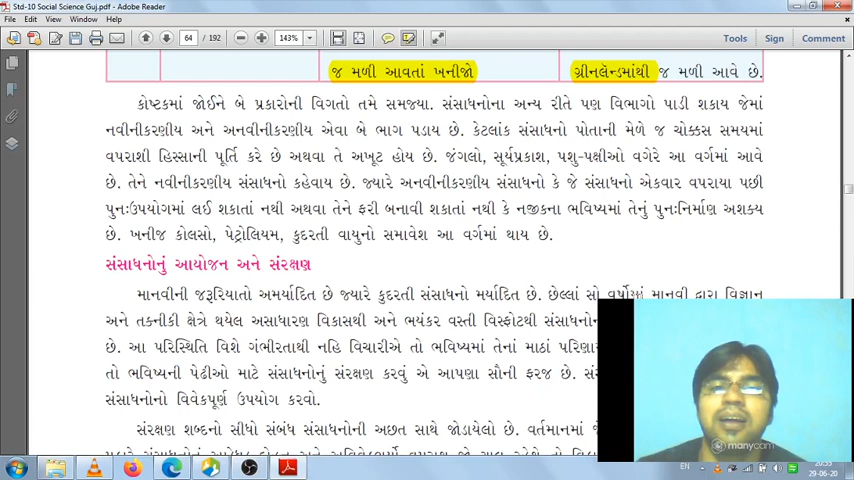 Std-10 Social Science Guj.pdf - Adobe Reader
File Edit View Window Help
64 / 192 143% Tools Sign Comment
જ મળી આવતાં ખનીજો ગ્રીનલૅન્ડમાંથી જ મળી આવે છે.
કોષ્ટકમાં જોઈને બે પ્રકારોની વિગતો તમે સમજ્યા. સંસાધનોના અન્ય રીતે પણ વિભાગો પાડી શકાય જેમાં
નવીનીકરણીય અને અનવીનીકરણીય એવા બે ભાગ પડાય છે. કેટલાંક સંસાધનો પોતાની મેળે જ ચોક્કસ સમયમાં
વપરાશી હિસ્સાની પૂર્તિ કરે છે અથવા તે અખૂટ હોય છે. જંગલો, સૂર્યપ્રકાશ, પશુ-પક્ષીઓ વગેરે આ વર્ગમાં આવે
છે. તેને નવીનીકરણીય સંસાધનો કહેવાય છે. જ્યારે અનવીનીકરણીય સંસાધનો કે જે સંસાધનો એકવાર વપરાયા પછી
પુનઃઉપયોગમાં લઈ શકાતાં નથી અથવા તેને ફરી બનાવી શકાતાં નથી કે નજીકના ભવિષ્યમાં તેનું પુનઃનિર્માણ અશક્ય
છે. ખનીજ કોલસો, પેટ્રોલિયમ, કુદરતી વાયુનો સમાવેશ આ વર્ગમાં થાય છે.
સંસાધનોનું આયોજન અને સંરક્ષણ
માનવીની જરૂરિયાતો અમર્યાદિત છે જ્યારે કુદરતી સંસાધનો મર્યાદિત છે. છેલ્લાં સો વર્ષોમાં માનવી દ્વારા વિજ્ઞાન
અને તકનીકી ક્ષેત્રે થયેલ અસાધારણ વિકાસથી અને ભયંકર વસ્તી વિસ્ફોટથી
છે. આ પરિસ્થિતિ વિશે ગંભીરતાથી નહિ વિચારીએ તો ભવિષ્યમાં તેનાં માઠાં
તો ભવિષ્યની પેઢીઓ માટે સંસાધનોનું સંરક્ષણ કરવું એ આપણા સૌની ફરજ છે.
સંસાધનોનો વિવેકપૂર્ણ ઉપયોગ કરવો.
સંરક્ષણ શબ્દનો સીધો સંબંધ સંસાધનોની અછત સાથે જોડાયેલો છે. વર્તમાનમાં
manycam
EN 20:55
29-06-20